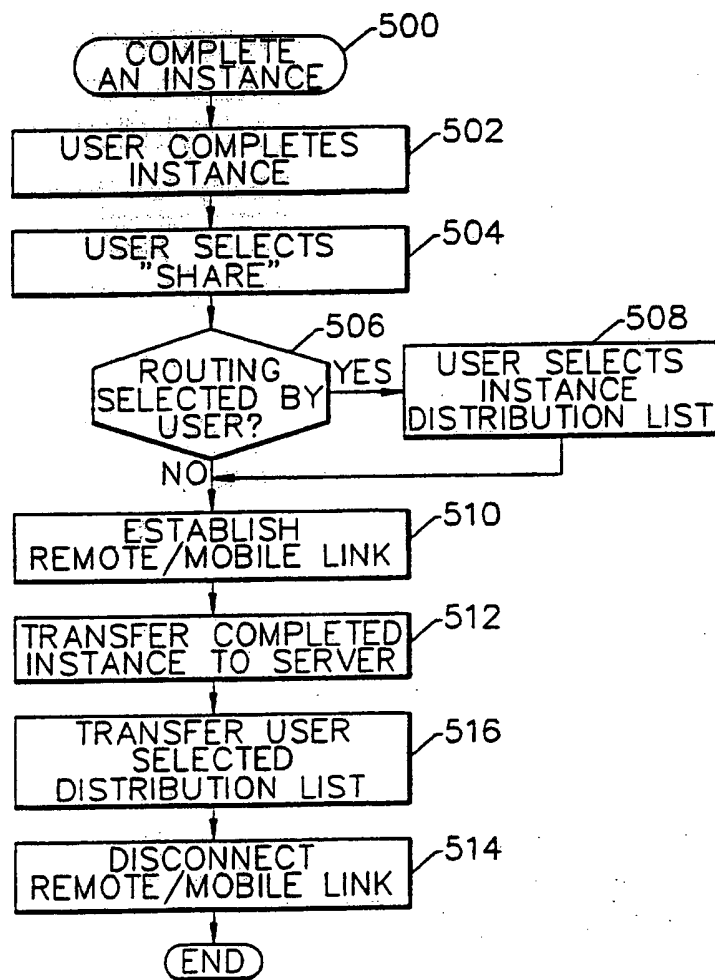 COMPLETE
AN INSTANCE
500
USER COMPLETES
INSTANCE
502
USER SELECTS
"SHARE"
504
ROUTING
SELECTED BY
USER?
506
YES
USER SELECTS
INSTANCE
DISTRIBUTION LIST
508
NO
ESTABLISH
REMOTE/MOBILE LINK
510
TRANSFER COMPLETED
INSTANCE TO SERVER
512
TRANSFER USER
SELECTED
DISTRIBUTION LIST
516
DISCONNECT
REMOTE/MOBILE LINK
514
END